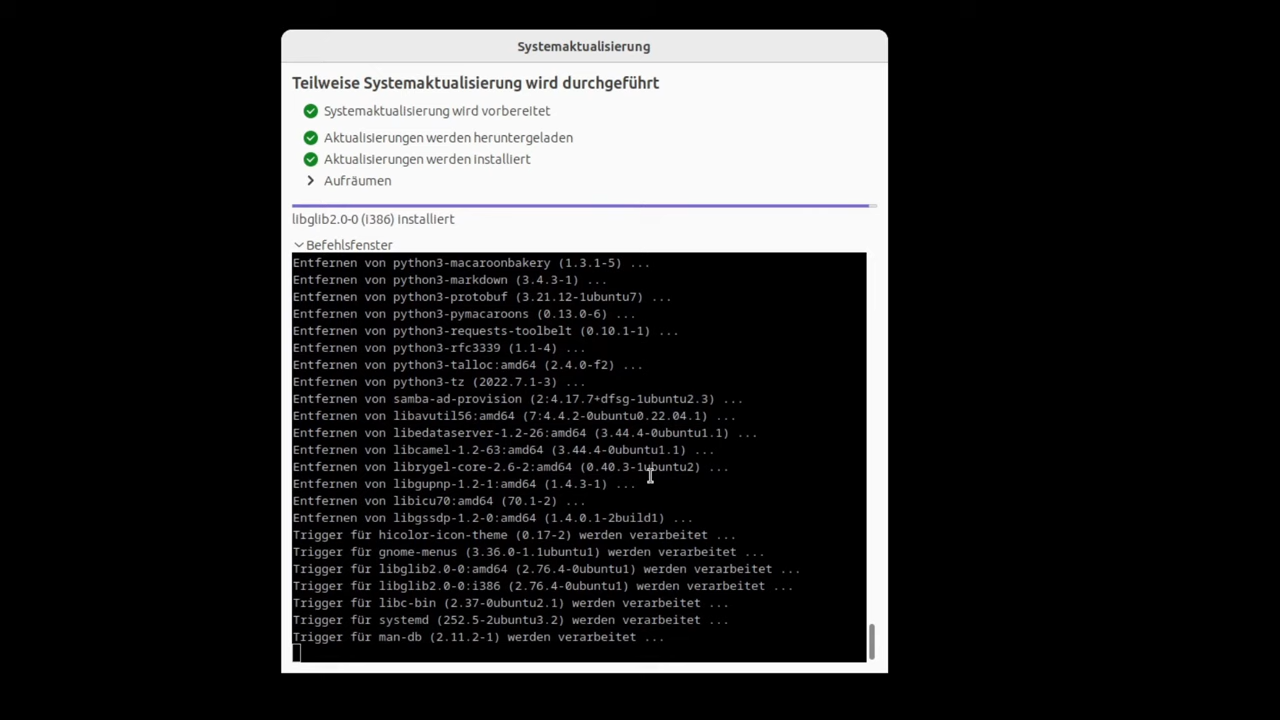 Systemaktualisierung
Teilweise Systemaktualisierung wird durchgeführt
Systemaktualisierung wird vorbereitet
Aktualisierungen werden heruntergeladen
Aktualisierungen werden installiert
Aufräumen
libglib2.0-0 (i386) installiert
Befehlsfenster
Entfernen von python3-macaroonbakery (1.3.1-5) ...
Entfernen von python3-markdown (3.4.3-1) ...
Entfernen von python3-protobuf (3.21.12-1ubuntu7) ...
Entfernen von python3-pymacaroons (0.13.0-6) ...
Entfernen von python3-requests-toolbelt (0.10.1-1) ...
Entfernen von python3-rfc3339 (1.1-4) ...
Entfernen von python3-talloc:amd64 (2.4.0-f2) ...
Entfernen von python3-tz (2022.7.1-3) ...
Entfernen von samba-ad-provision (2:4.17.7+dfsg-1ubuntu2.3) ...
Entfernen von libavutil56:amd64 (7:4.4.2-0ubuntu0.22.04.1) ...
Entfernen von libedataserver-1.2-26:amd64 (3.44.4-0ubuntu1.1) ...
Entfernen von libcamel-1.2-63:amd64 (3.44.4-0ubuntu1.1) ...
Entfernen von librygel-core-2.6-2:amd64 (0.40.3-1ubuntu2) ...
Entfernen von libgupnp-1.2-1:amd64 (1.4.3-1) ...
Entfernen von libicu70:amd64 (70.1-2) ...
Entfernen von libgssdp-1.2-0:amd64 (1.4.0.1-2build1) ...
Trigger für hicolor-icon-theme (0.17-2) werden verarbeitet ...
Trigger für gnome-menus (3.36.0-1.1ubuntu1) werden verarbeitet ...
Trigger für libglib2.0-0:amd64 (2.76.4-0ubuntu1) werden verarbeitet ...
Trigger für libglib2.0-0:i386 (2.76.4-0ubuntu1) werden verarbeitet ...
Trigger für libc-bin (2.37-0ubuntu2.1) werden verarbeitet ...
Trigger für systemd (252.5-2ubuntu3.2) werden verarbeitet ...
Trigger für man-db (2.11.2-1) werden verarbeitet ...